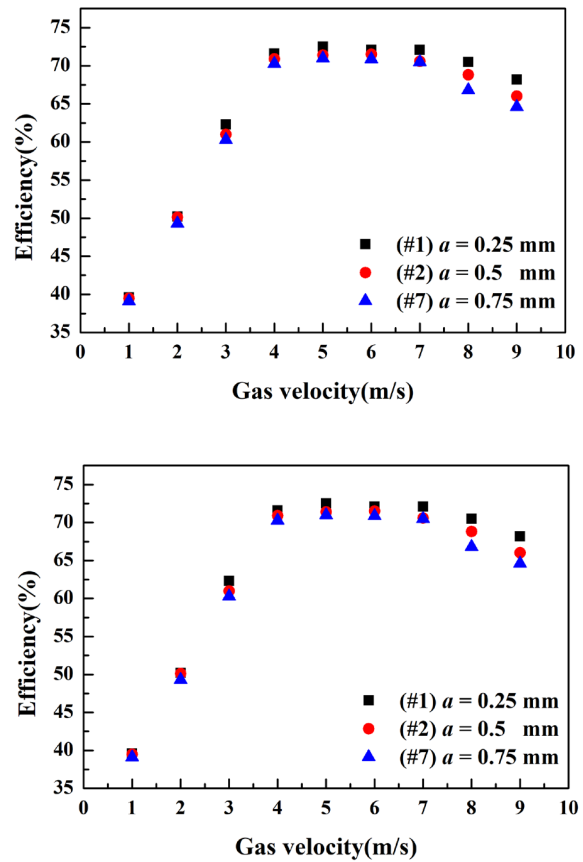 75
70
65
60
55
50
45
40
35
Efficiency(%)
(#1) a = 0.25 mm
(#2) a = 0.5 mm
(#7) a = 0.75 mm
0 1 2 3 4 5 6 7 8 9 10
Gas velocity(m/s)
75
70
65
60
55
50
45
40
35
Efficiency(%)
(#1) a = 0.25 mm
(#2) a = 0.5 mm
(#7) a = 0.75 mm
0 1 2 3 4 5 6 7 8 9 10
Gas velocity(m/s)